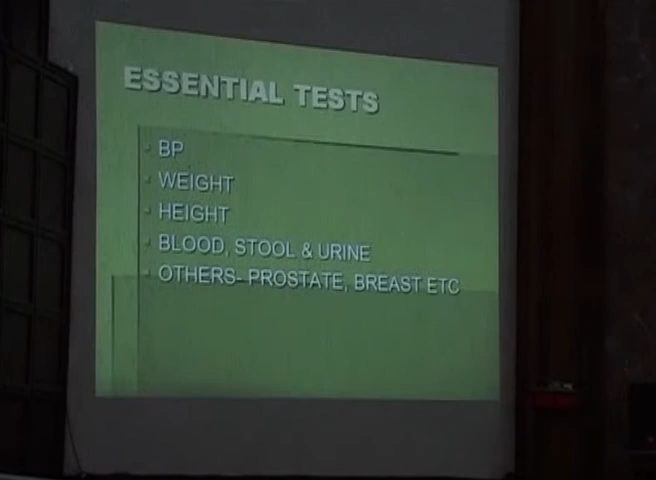 ESSENTIAL TESTS
BP
WEIGHT
HEIGHT
BLOOD, STOOL & URINE
OTHERS- PROSTATE, BREAST ETC